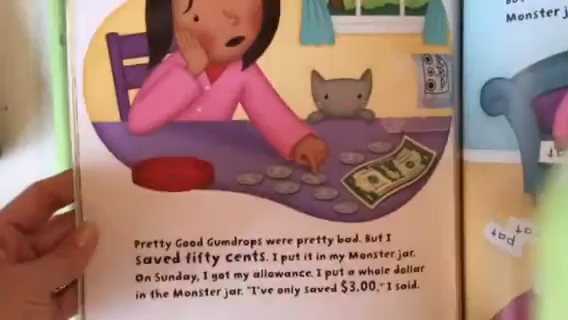 Pretty Good Gumdrops were pretty bad. But I
saved fifty cents. I put it in my Monster jar.
On Sunday, I got my allowance. I put a whole dollar
in the Monster jar. "I've only saved $3.00," I said.
Monster j
pat